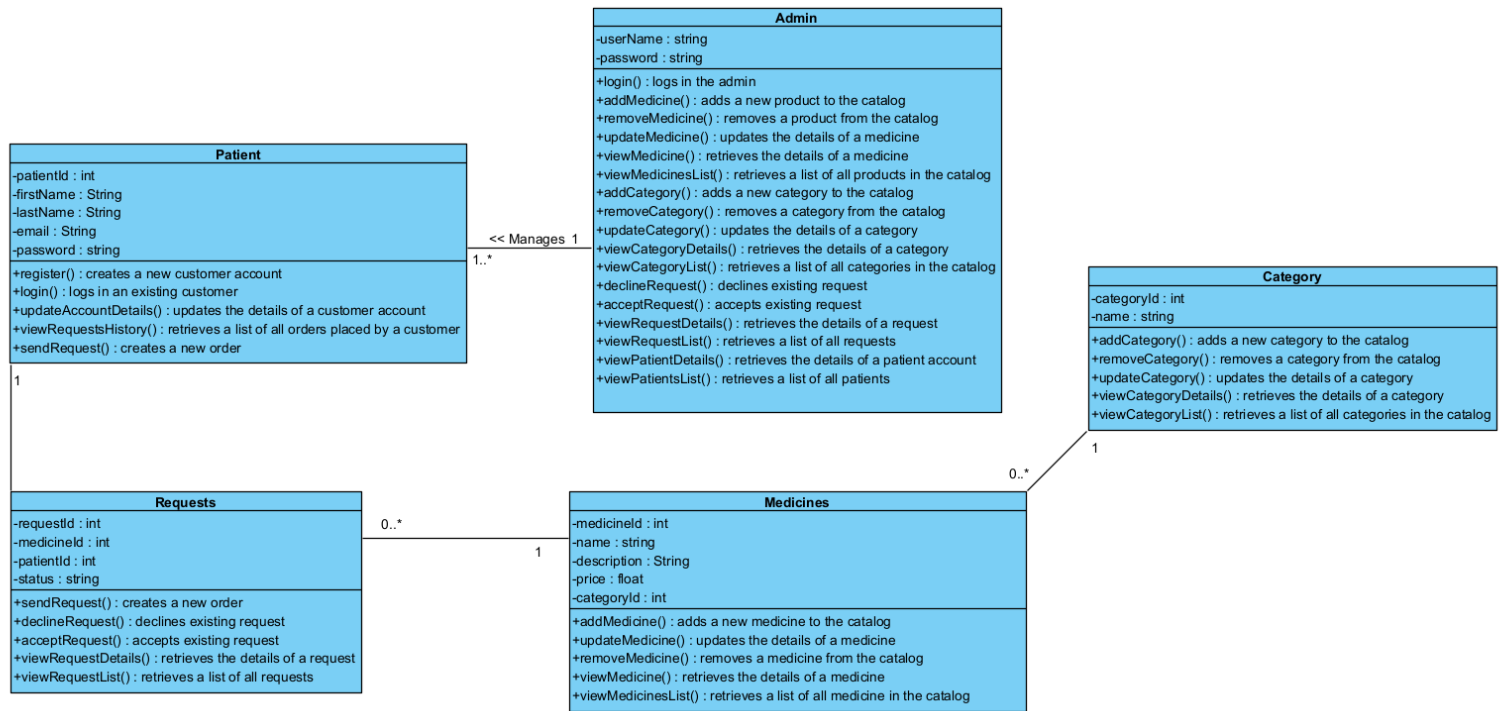 Admin
-userName : string
-password : string
+login() : logs in the admin
+addMedicine() : adds a new product to the catalog
+removeMedicine() : removes a product from the catalog
+updateMedicine() : updates the details of a medicine
+viewMedicine() : retrieves the details of a medicine
+viewMedicinesList() : retrieves a list of all products in the catalog
+addCategory() : adds a new category to the catalog
+removeCategory() : removes a category from the catalog
+updateCategory() : updates the details of a category
+viewCategoryDetails() : retrieves the details of a category
+viewCategoryList() : retrieves a list of all categories in the catalog
+declineRequest() : declines existing request
+acceptRequest() : accepts existing request
+viewRequestDetails() : retrieves the details of a request
+viewRequestList() : retrieves a list of all requests
+viewPatientDetails() : retrieves the details of a patient account
+viewPatientsList() : retrieves a list of all patients
Patient
-patientId : int
-firstName : String
-lastName : String
-email : String
-password : string
+register() : creates a new customer account
+login() : logs in an existing customer
+updateAccountDetails() : updates the details of a customer account
+viewRequestsHistory() : retrieves a list of all orders placed by a customer
+sendRequest() : creates a new order
<< Manages 1
1..*
Category
-categoryId : int
-name : string
+addCategory() : adds a new category to the catalog
+removeCategory() : removes a category from the catalog
+updateCategory() : updates the details of a category
+viewCategoryDetails() : retrieves the details of a category
+viewCategoryList() : retrieves a list of all categories in the catalog
1
1
0..*
Requests
-requestId : int
-medicineId : int
-patientId : int
-status : string
+sendRequest() : creates a new order
+declineRequest() : declines existing request
+acceptRequest() : accepts existing request
+viewRequestDetails() : retrieves the details of a request
+viewRequestList() : retrieves a list of all requests
0..*
1
Medicines
-medicineId : int
-name : string
-description : String
-price : float
-categoryId : int
+addMedicine() : adds a new medicine to the catalog
+updateMedicine() : updates the details of a medicine
+removeMedicine() : removes a medicine from the catalog
+viewMedicine() : retrieves the details of a medicine
+viewMedicinesList() : retrieves a list of all medicine in the catalog